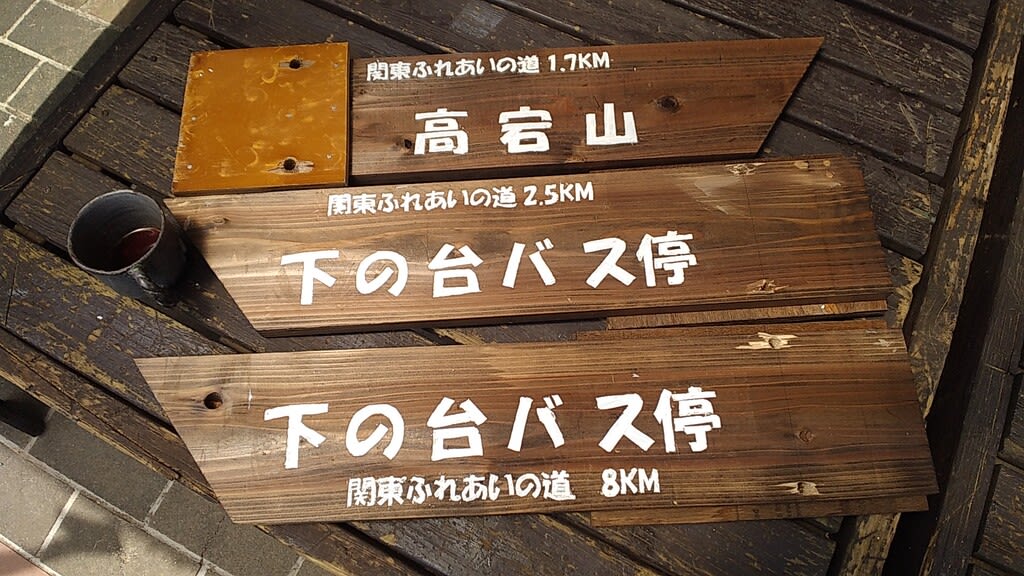 関東ふれあいの道 1.7KM
高宕山
関東ふれあいの道 2.5KM
下の台バス停
下の台バス停
関東ふれあいの道 8KM